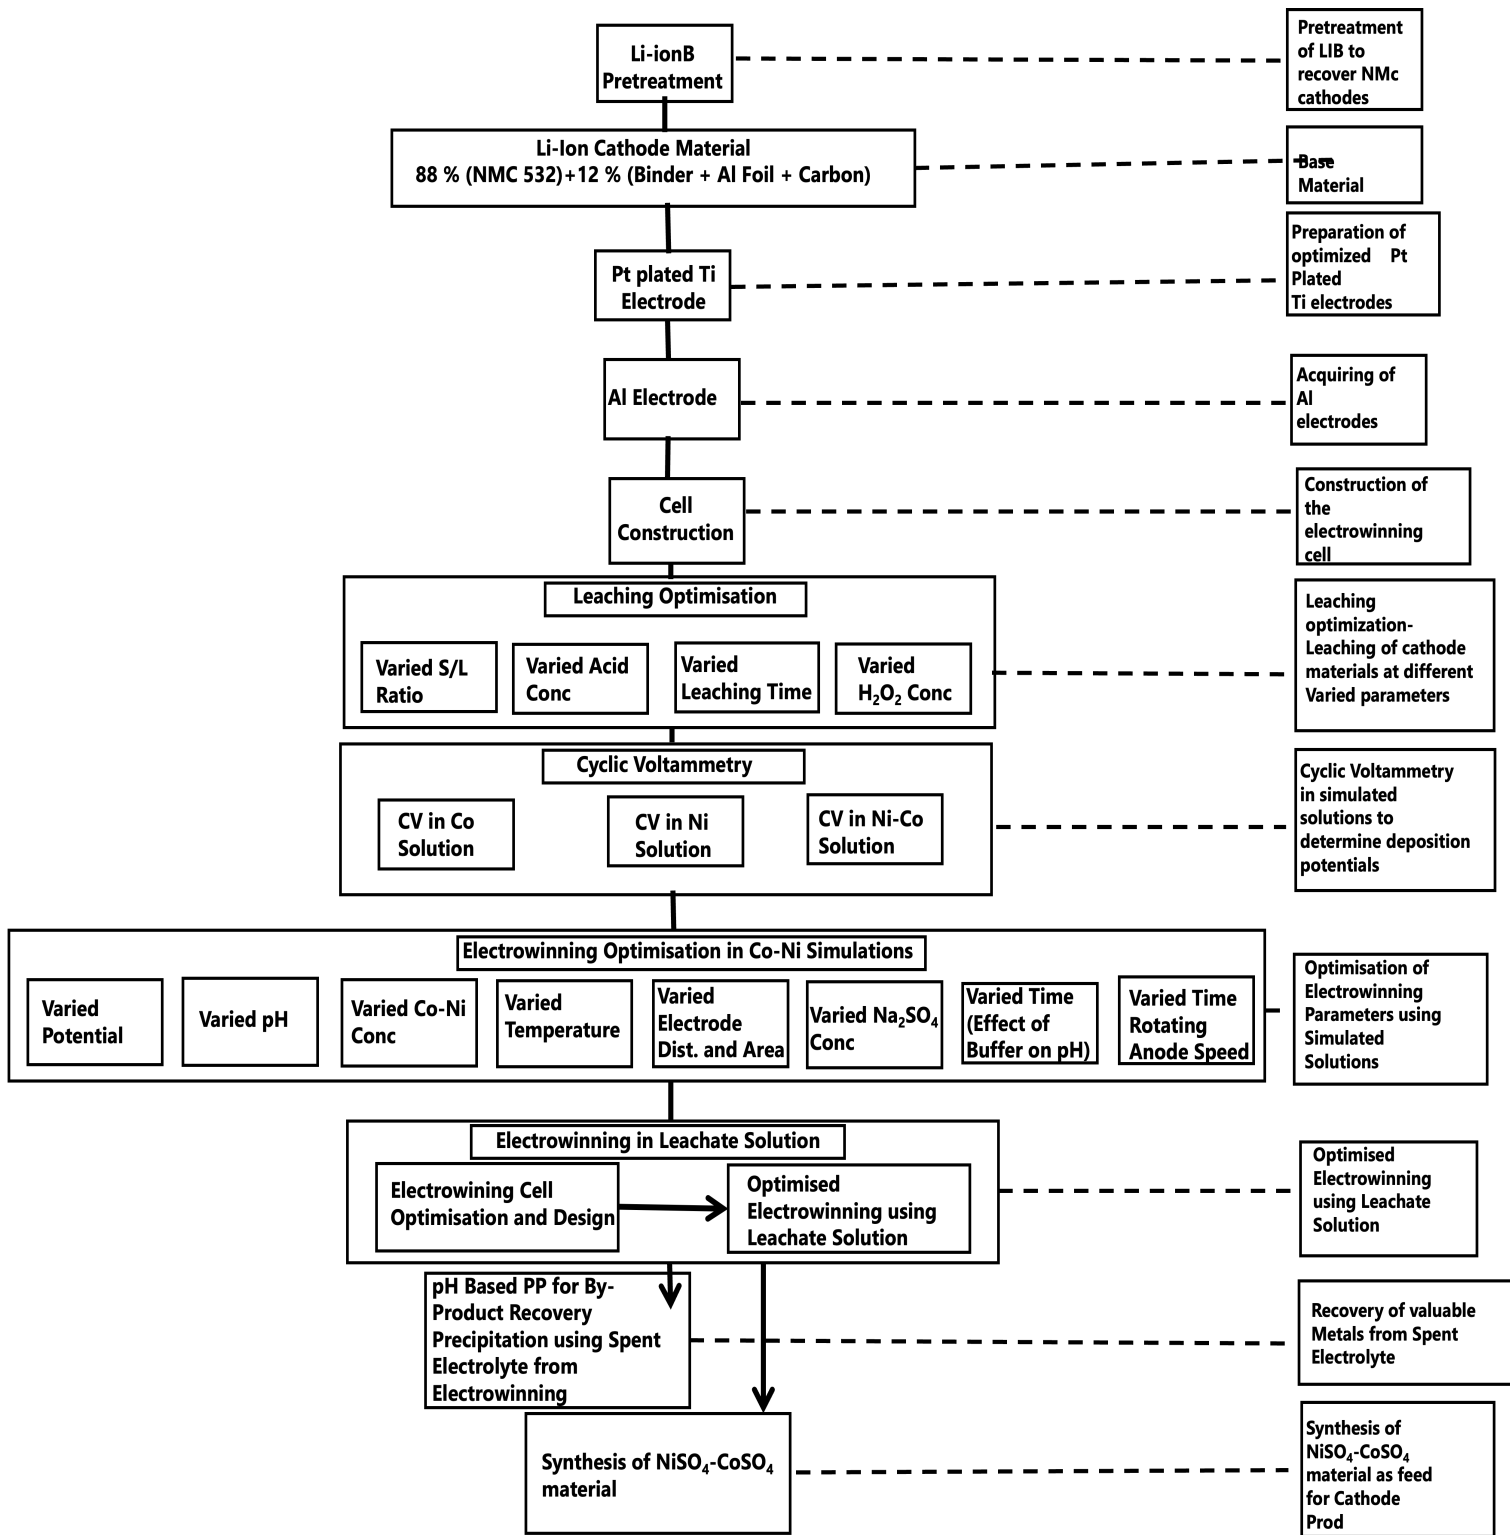 Li-ionB
Pretreatment
Pretreatment
of LIB to
recover NMc
cathodes
Li-Ion Cathode Material
88 % (NMC 532)+12 % (Binder + Al Foil + Carbon)
Base
Material
Pt plated Ti
Electrode
Preparation of
optimized Pt
Plated
Ti electrodes
Al Electrode
Acquiring of
Al
electrodes
Cell
Construction
Construction of
the
electrowinning
cell
Leaching Optimisation
Varied S/L
Ratio
Varied Acid
Conc
Varied
Leaching Time
Varied
H₂O₂ Conc
Leaching
optimization-
Leaching of cathode
materials at different
Varied parameters
Cyclic Voltammetry
CV in Co
Solution
CV in Ni
Solution
CV in Ni-Co
Solution
Cyclic Voltammetry
in simulated
solutions to
determine deposition
potentials
Electrowinning Optimisation in Co-Ni Simulations
Varied
Potential
Varied pH
Varied Co-Ni
Conc
Varied
Temperature
Varied
Electrode
Dist. and Area
Varied Na₂SO₄
Conc
Varied Time
(Effect of
Buffer on pH)
Varied Time
Rotating
Anode Speed
Optimisation of
Electrowinning
Parameters using
Simulated
Solutions
Electrowinning in Leachate Solution
Electrowining Cell
Optimisation and Design
Optimised
Electrowinning using
Leachate Solution
Optimised
Electrowinning
using Leachate
Solution
pH Based PP for By-
Product Recovery
Precipitation using Spent
Electrolyte from
Electrowinning
Recovery of valuable
Metals from Spent
Electrolyte
Synthesis of NiSO₄-CoSO₄
material
Synthesis of
NiSO₄-CoSO₄
material as feed
for Cathode
Prod